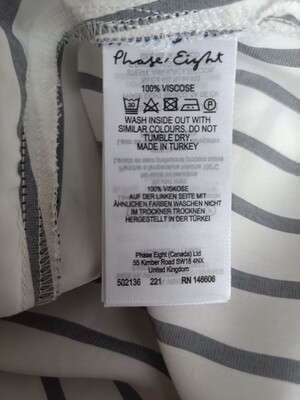 Phase Eight
100% VISCOSE
WASH INSIDE OUT WITH
SIMILAR COLOURS. DO NOT
TUMBLE DRY.
MADE IN TURKEY
100% VISKOSE
AUF DER LINKEN SEITE MIT
ÄHNLICHEN FARBEN WASCHEN NICHT
IM TROCKNER TROCKNEN
HERGESTELLT IN DER TÜRKEI
Phase Eight (Canada) Ltd
55 Kimber Road SW18 4NX
United Kingdom
502136 221 RN 148606